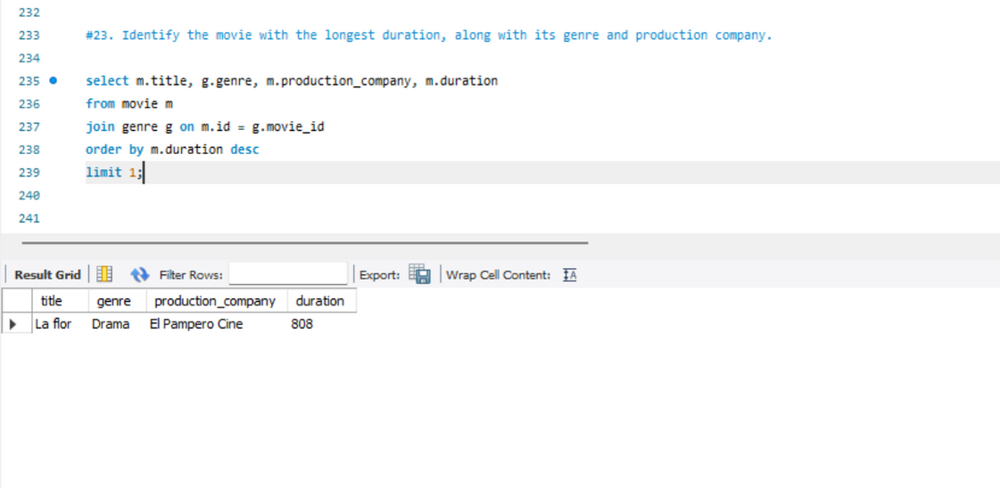 232
233 #23. Identify the movie with the longest duration, along with its genre and production company.
234
235 select m.title, g.genre, m.production_company, m.duration
236 from movie m
237 join genre g on m.id = g.movie_id
238 order by m.duration desc
239 limit 1;
240
241
Result Grid Filter Rows: Export: Wrap Cell Content: IA
title genre production_company duration
La flor Drama El Pampero Cine 808